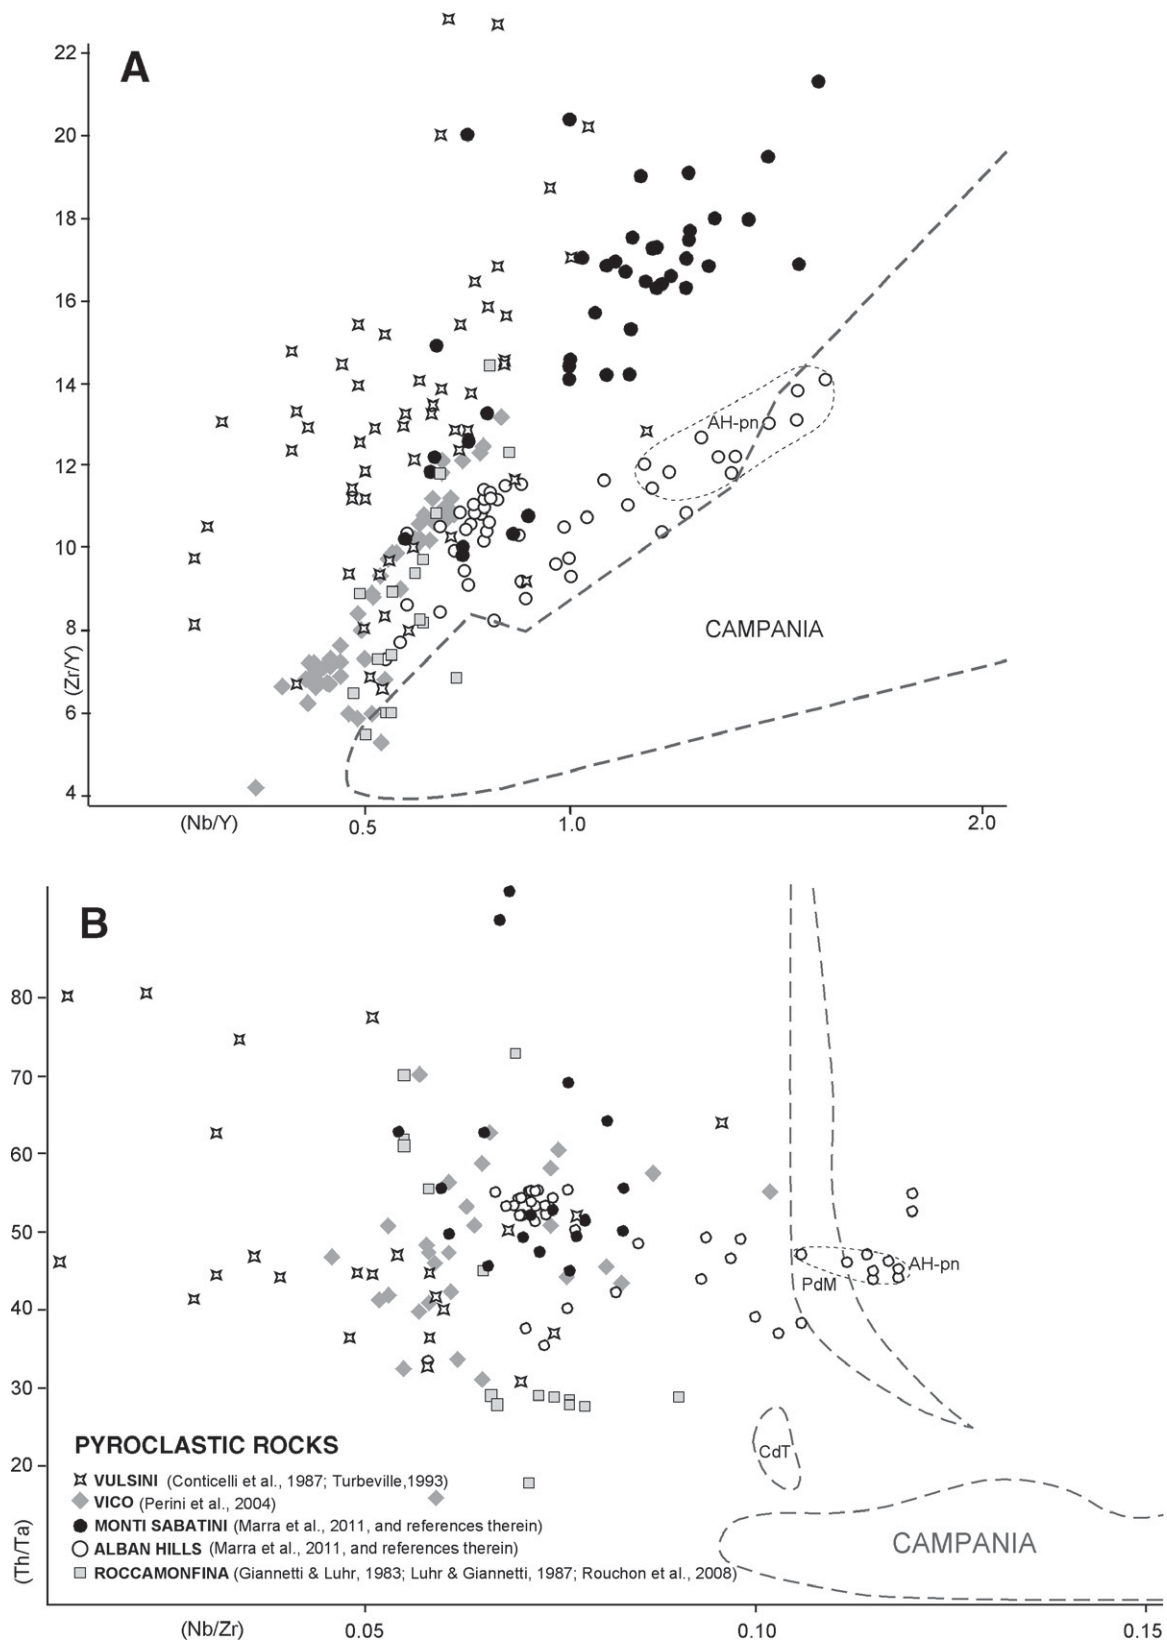 A
22
20
18
16
14
12
10
8
6
4
(Zr/Y)
AH-pn
CAMPANIA
(Nb/Y)
0.5
1.0
2.0
B
80
70
60
50
40
30
20
(Th/Ta)
AH-pn
PdM
CdT
CAMPANIA
PYROCLASTIC ROCKS
VULSINI (Conticelli et al., 1987; Turbeville,1993)
VICO (Perini et al., 2004)
MONTI SABATINI (Marra et al., 2011, and references therein)
ALBAN HILLS (Marra et al., 2011, and references therein)
ROCCAMONFINA (Giannetti & Luhr, 1983; Luhr & Giannetti, 1987; Rouchon et al., 2008)
(Nb/Zr)
0.05
0.10
0.15